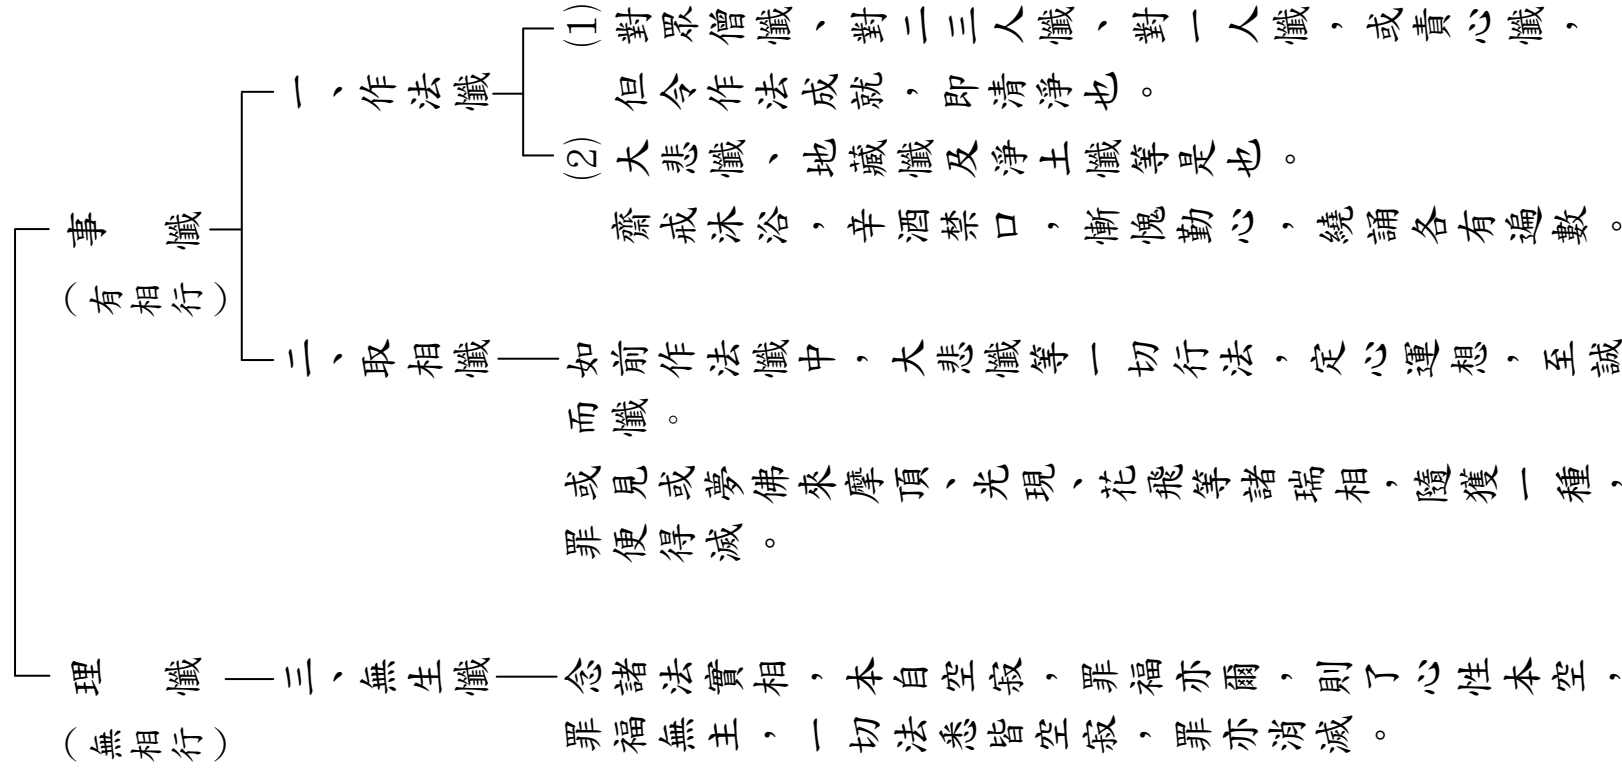 事　懺
（有相行）
一、作法懺
(1)對眾僧懺、對二三人懺、對一人懺，或責心懺，
但令作法成就，即清淨也。
(2)大悲懺、地藏懺及淨土懺等是也。
齋戒沐浴，辛酒禁口，慚愧勤心，繞誦各有遍數。
二、取相懺
如前作法懺中，大悲懺等一切行法，定心運想，至誠
而懺。
或見或夢佛來摩頂、光現、花飛等諸瑞相，隨獲一種，
罪便得滅。
理　懺
（無相行）
三、無生懺
念諸法實相，本自空寂，罪福亦爾，則了心性本空，
罪福無主，一切法悉皆空寂，罪亦消滅。